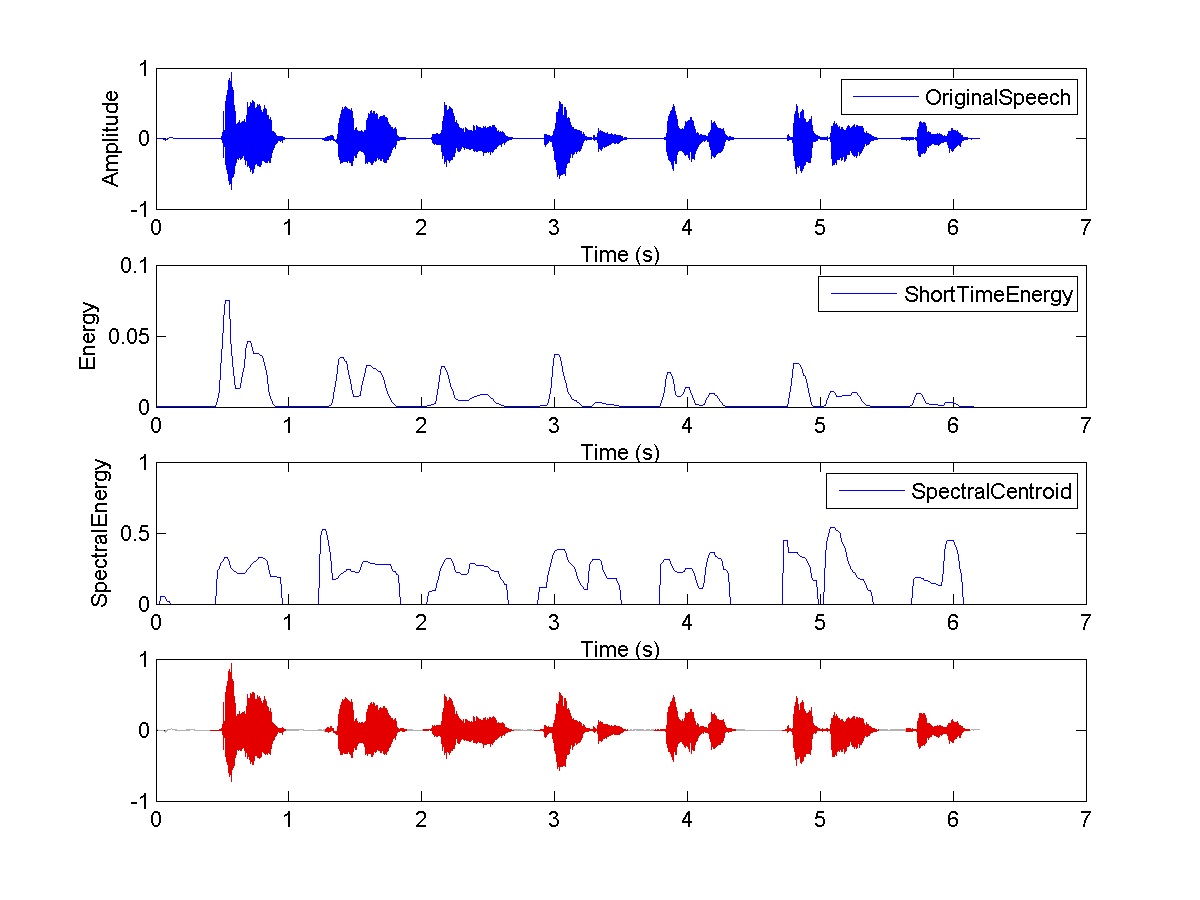 1
0
-1
Amplitude
OriginalSpeech
0 1 2 3 4 5 6 7
Time (s)
0.1
0.05
0
Energy
ShortTimeEnergy
0 1 2 3 4 5 6 7
Time (s)
1
0.5
0
SpectralEnergy
SpectralCentroid
0 1 2 3 4 5 6 7
Time (s)
1
0
-1
0 1 2 3 4 5 6 7